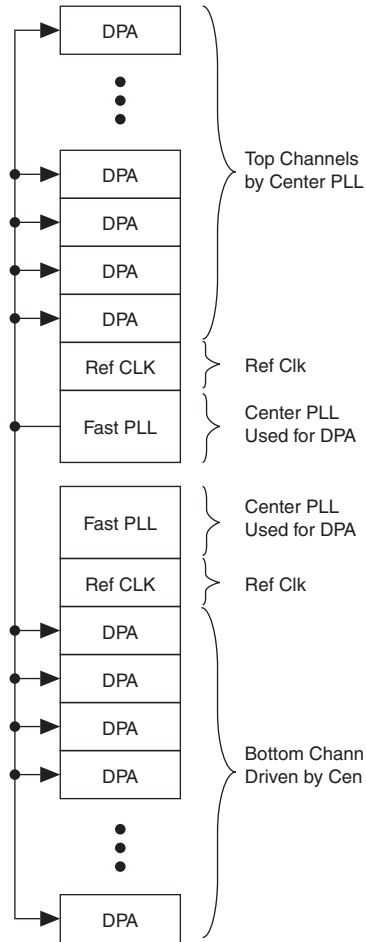 DPA
DPA
DPA
DPA
DPA
Top Channels
by Center PLL
Ref CLK
Ref Clk
Fast PLL
Center PLL
Used for DPA
Fast PLL
Center PLL
Used for DPA
Ref CLK
Ref Clk
DPA
DPA
DPA
DPA
Bottom Chann
Driven by Cen
DPA